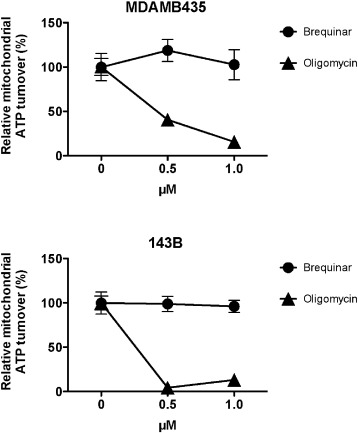 MDAMB435
Relative mitochondrial
ATP turnover (%)
150
100
50
0
0 0.5 1.0
µM
Brequinar
Oligomycin
143B
Relative mitochondrial
ATP turnover (%)
150
100
50
0
0 0.5 1.0
µM
Brequinar
Oligomycin